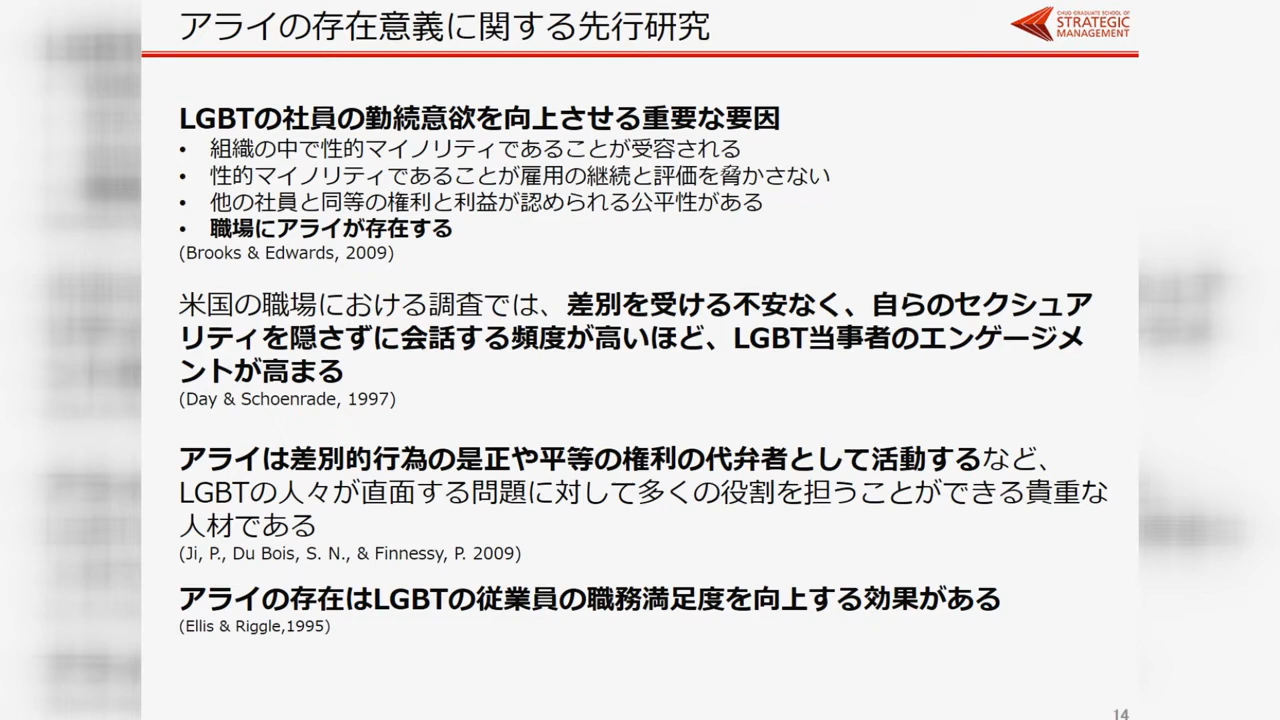 アライの存在意義に関する先行研究
CHUO GRADUATE SCHOOL OF
STRATEGIC
MANAGEMENT
LGBTの社員の勤続意欲を向上させる重要な要因
• 組織の中で性的マイノリティであることが受容される
• 性的マイノリティであることが雇用の継続と評価を脅かさない
• 他の社員と同等の権利と利益が認められる公平性がある
• 職場にアライが存在する
(Brooks & Edwards, 2009)
米国の職場における調査では、差別を受ける不安なく、自らのセクシュア
リティを隠さずに会話する頻度が高いほど、LGBT当事者のエンゲージメ
ントが高まる
(Day & Schoenrade, 1997)
アライは差別的行為の是正や平等の権利の代弁者として活動するなど、
LGBTの人々が直面する問題に対して多くの役割を担うことができる貴重な
人材である
(Ji, P., Du Bois, S. N., & Finnessy, P. 2009)
アライの存在はLGBTの従業員の職務満足度を向上する効果がある
(Ellis & Riggle,1995)
14